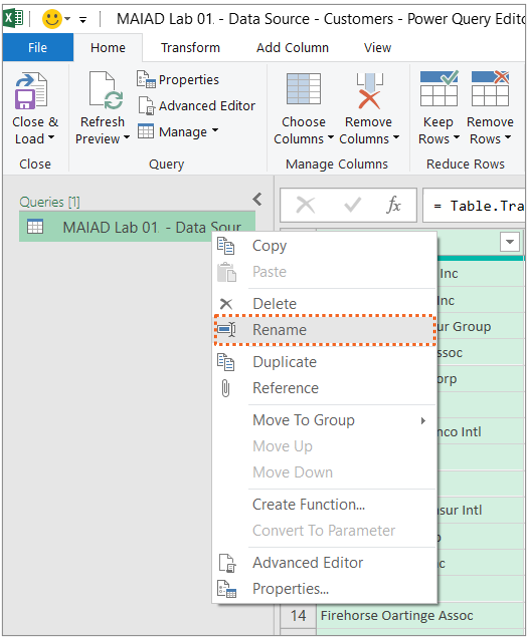 MAIAD Lab 01. - Data Source - Customers - Power Query Edito
File Home Transform Add Column View
Close & Load
Close
Refresh Preview
Properties
Advanced Editor
Manage
Query
Choose Columns
Remove Columns
Manage Columns
Keep Rows
Remove Rows
Reduce Rows
Queries [1]
MAIAD Lab 01. - Data Sour
fx
= Table.Tra
Copy
Paste
Delete
Rename
Duplicate
Reference
Move To Group
Move Up
Move Down
Create Function...
Convert To Parameter
Advanced Editor
Properties...
Inc
Inc
ur Group
ssoc
orp
nco Intl
sur Intl
c
14 Firehorse Oartinge Assoc